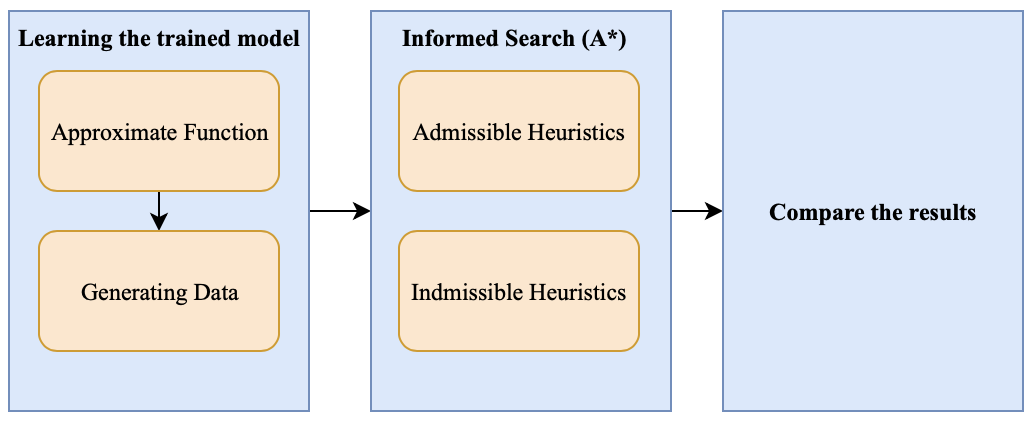 Learning the trained model
Approximate Function
Generating Data
Informed Search (A*)
Admissible Heuristics
Indmissible Heuristics
Compare the results